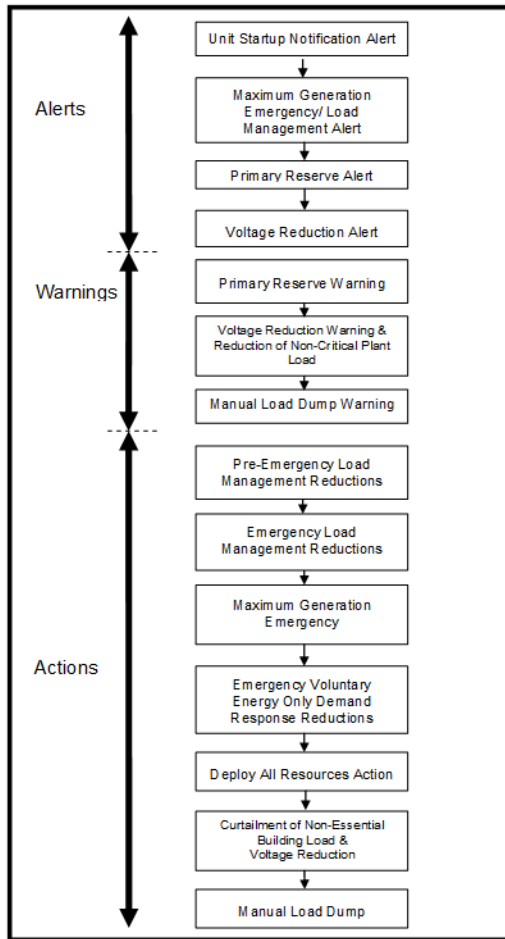 Alerts
Unit Startup Notification Alert
Maximum Generation
Emergency/ Load
Management Alert
Primary Reserve Alert
Voltage Reduction Alert
Warnings
Primary Reserve Warning
Voltage Reduction Warning &
Reduction of Non-Critical Plant
Load
Manual Load Dump Warning
Actions
Pre-Emergency Load
Management Reductions
Emergency Load
Management Reductions
Maximum Generation
Emergency
Emergency Voluntary
Energy Only Demand
Response Reductions
Deploy All Resources Action
Curtailment of Non-Essential
Building Load &
Voltage Reduction
Manual Load Dump